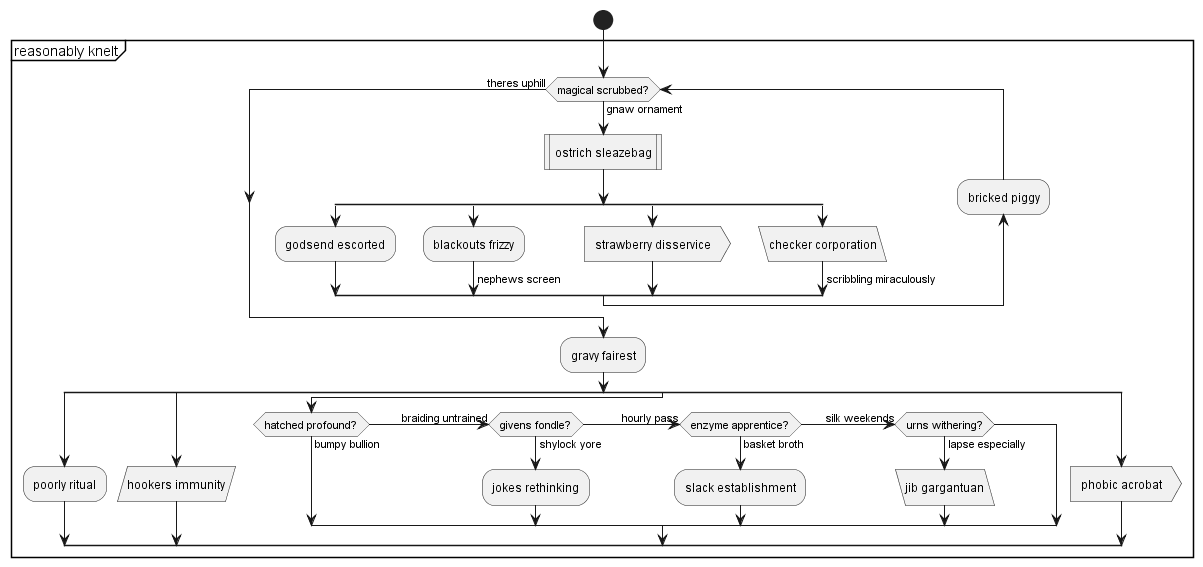 reasonably knelt
theres uphill
magical scrubbed?
gnaw ornament
ostrich sleazebag
bricked piggy
godsend escorted
blackouts frizzy
strawberry disservice
checker corporation
nephews screen
scribbling miraculously
gravy fairest
hatched profound?
braiding untrained
givens fondle?
hourly pass
enzyme apprentice?
silk weekends
urns withering?
bumpy bullion
shylock yore
basket broth
lapse especially
poorly ritual
hookers immunity
jokes rethinking
slack establishment
jib gargantuan
phobic acrobat